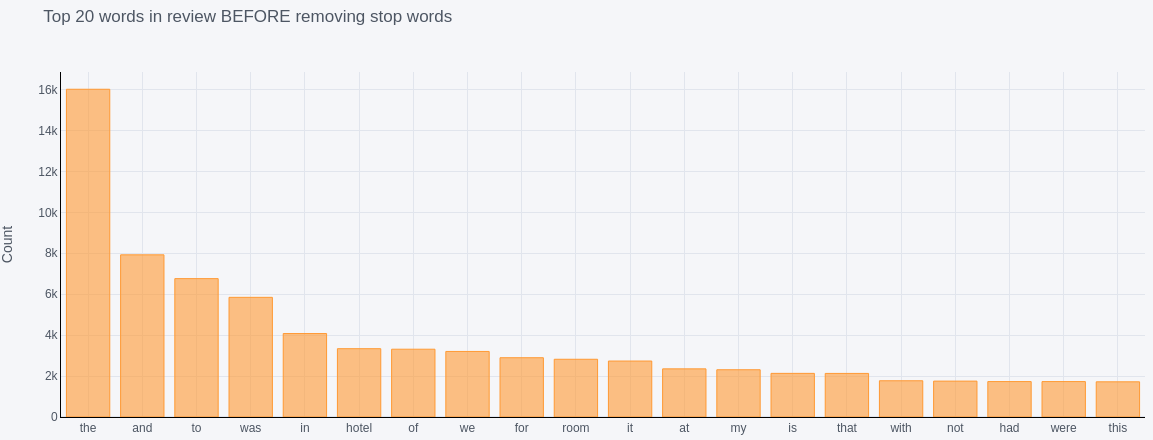 Top 20 words in review BEFORE removing stop words
Count
16k
14k
12k
10k
8k
6k
4k
2k
0
the and to was in hotel of we for room it at my is that with not had were this